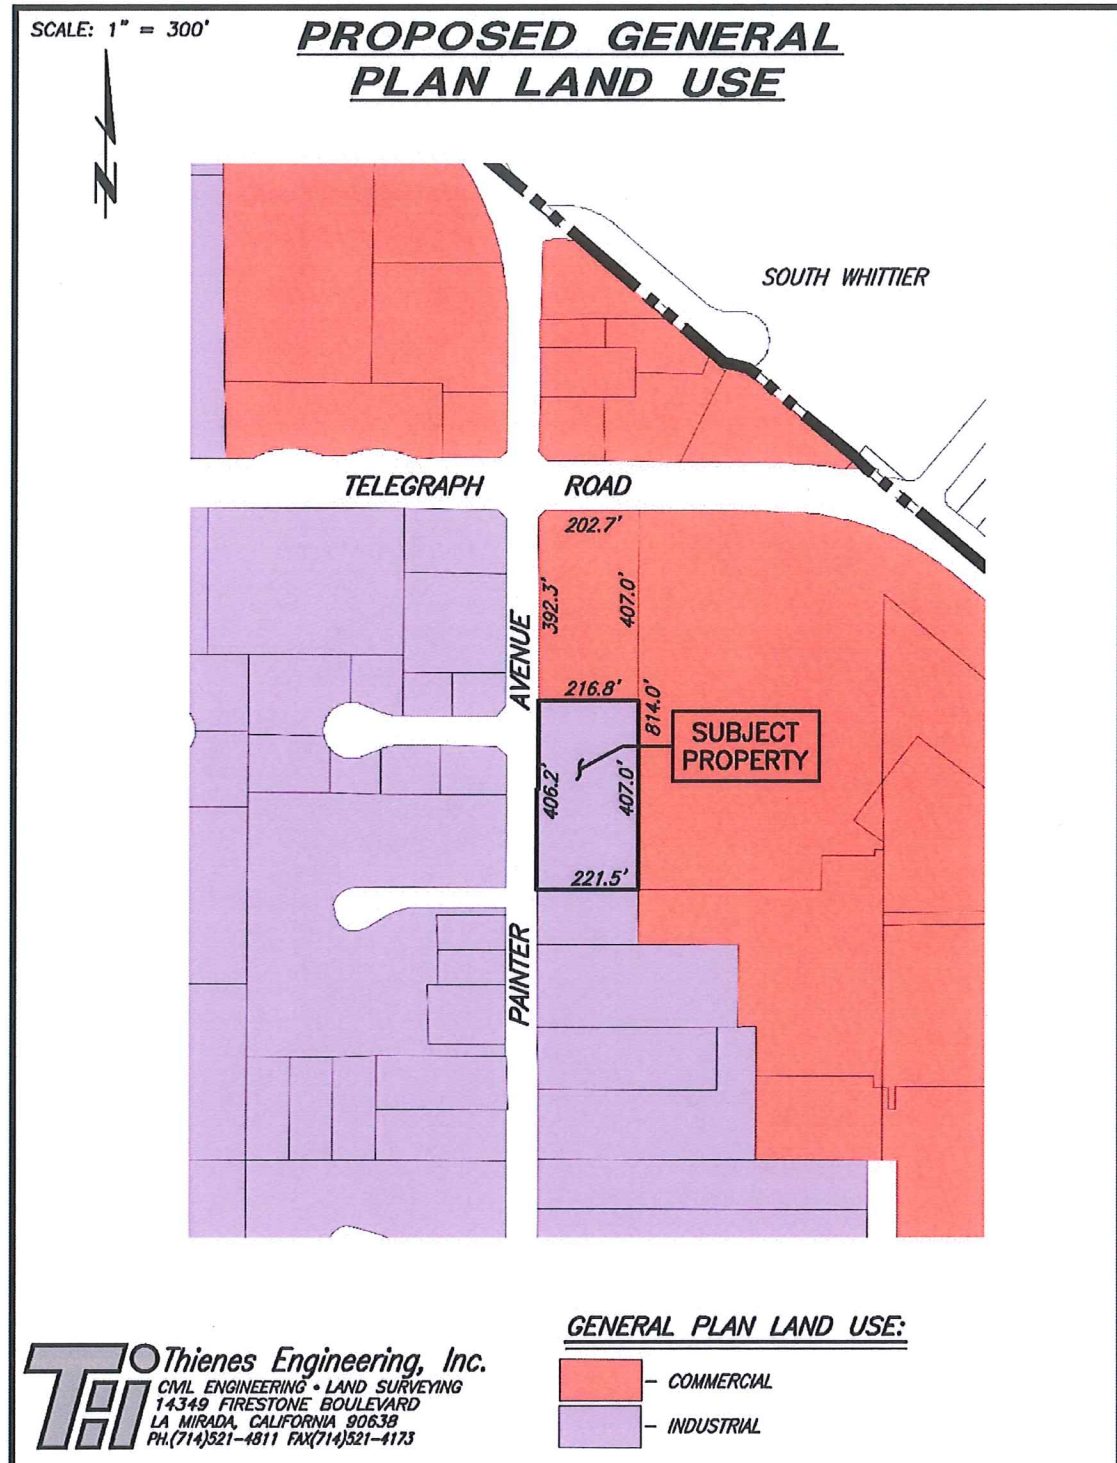 SCALE: 1" = 300'
PROPOSED GENERAL
PLAN LAND USE
N
SOUTH WHITTIER
TELEGRAPH ROAD
202.7'
392.3'
407.0'
AVENUE
216.8'
814.0'
SUBJECT
PROPERTY
406.2'
407.0'
221.5'
PAINTER
GENERAL PLAN LAND USE:
- COMMERCIAL
- INDUSTRIAL
THi
Thienes Engineering, Inc.
CIVIL ENGINEERING • LAND SURVEYING
14349 FIRESTONE BOULEVARD
LA MIRADA, CALIFORNIA 90638
PH.(714)521-4811 FAX(714)521-4173